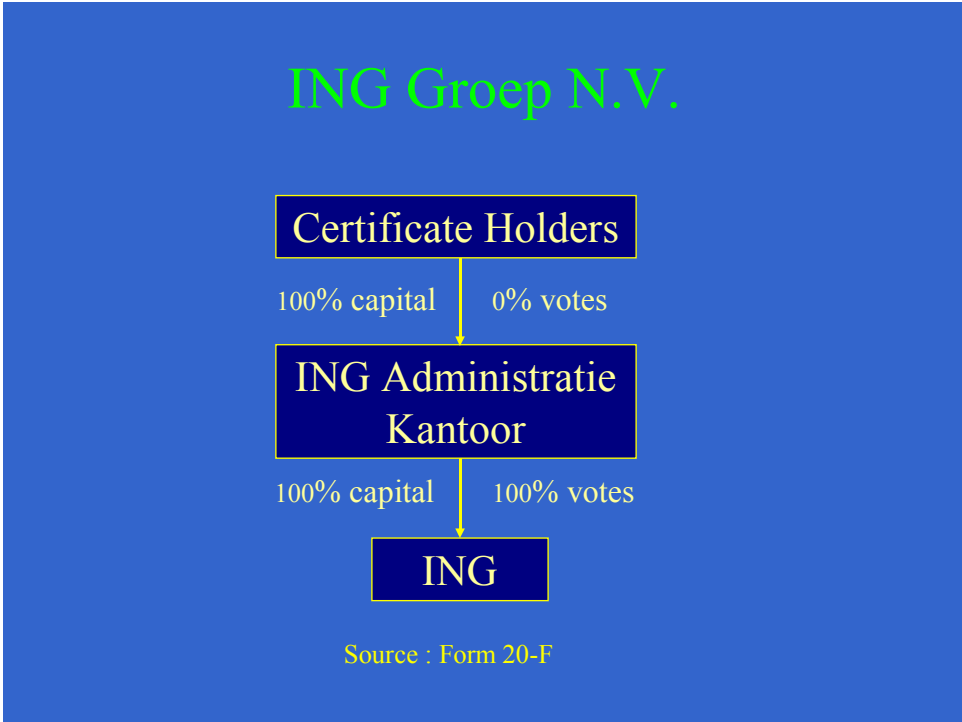 ING Groep N.V.
Certificate Holders
100% capital 0% votes
ING Administratie
Kantoor
100% capital 100% votes
ING
Source : Form 20-F